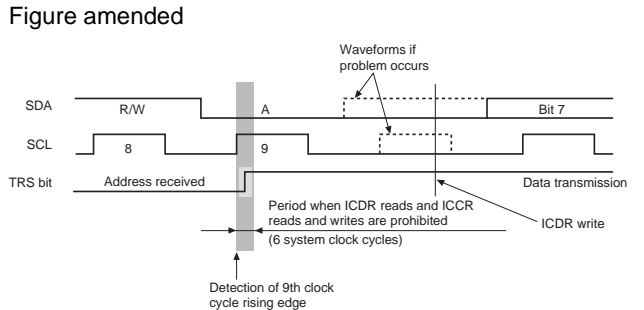 Figure amended
Waveforms if
problem occurs
SDA
R/W
A
Bit 7
SCL
8
9
TRS bit
Address received
Data transmission
Period when ICDR reads and ICCR
reads and writes are prohibited
(6 system clock cycles)
ICDR write
Detection of 9th clock
cycle rising edge